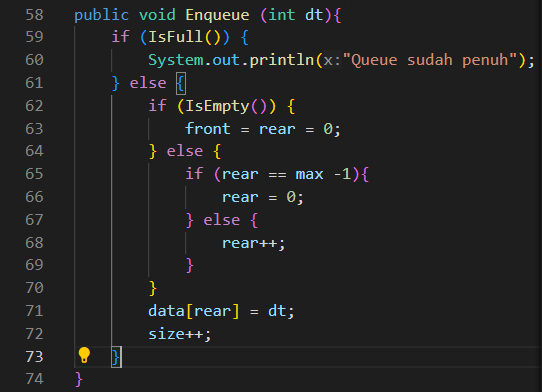 58 public void Enqueue (int dt){
59 if (IsFull()) {
60 System.out.println(x:"Queue sudah penuh");
61 } else {
62 if (IsEmpty()) {
63 front = rear = 0;
64 } else {
65 if (rear == max -1){
66 rear = 0;
67 } else {
68 rear++;
69 }
70 }
71 data[rear] = dt;
72 size++;
73 }
74 }